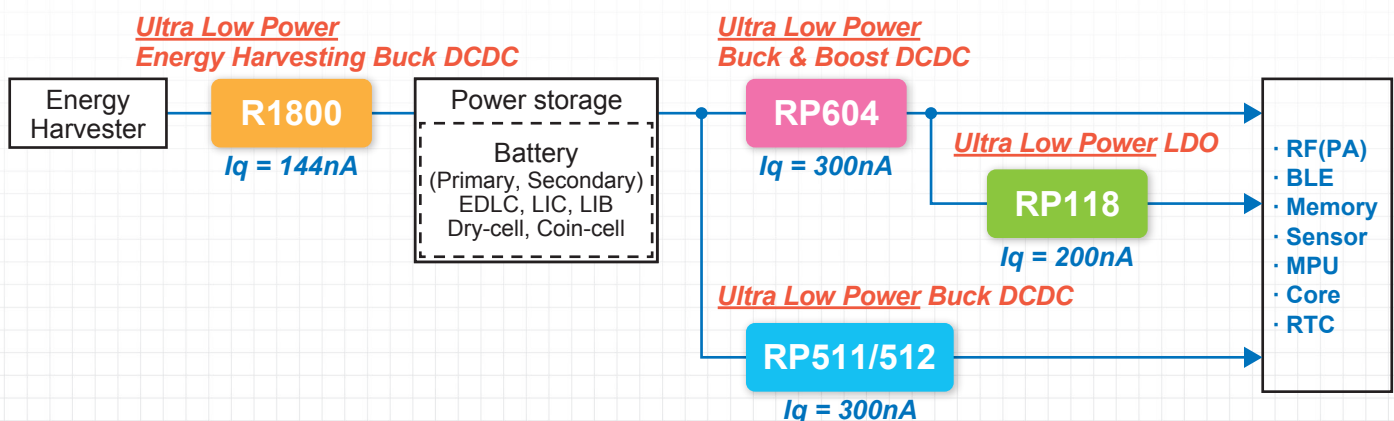 Ultra Low Power
Energy Harvesting Buck DCDC
Energy
Harvester
R1800
Iq = 144nA
Power storage
Battery
(Primary, Secondary)
EDLC, LIC, LIB
Dry-cell, Coin-cell
Ultra Low Power
Buck & Boost DCDC
RP604
Iq = 300nA
Ultra Low Power LDO
RP118
Iq = 200nA
Ultra Low Power Buck DCDC
RP511/512
Iq = 300nA
· RF(PA)
· BLE
· Memory
· Sensor
· MPU
· Core
· RTC